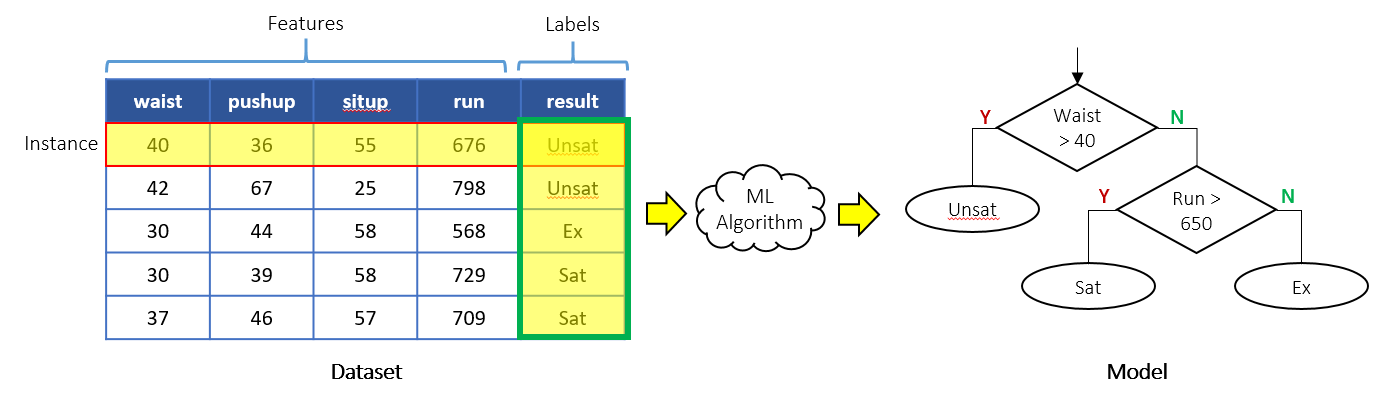 Features
Labels
waist pushup situp run result
Instance
40 36 55 676 Unsat
42 67 25 798 Unsat
30 44 58 568 Ex
30 39 58 729 Sat
37 46 57 709 Sat
Dataset
ML
Algorithm
Waist
> 40
Y
N
Unsat
Run >
650
Y
N
Sat
Ex
Model